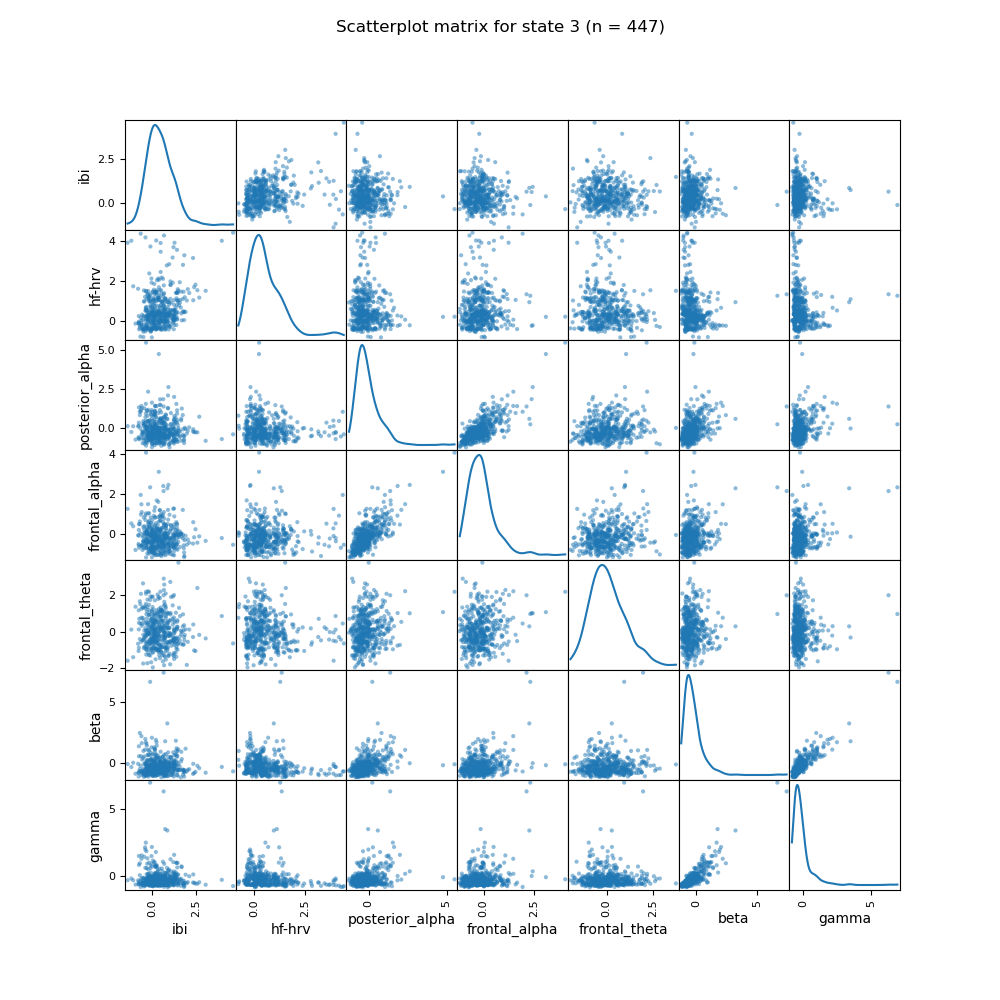 Scatterplot matrix for state 3 (n = 447)
ibi
2.5
0.0
hf-hrv
4
2
0
posterior_alpha
5.0
2.5
0.0
frontal_alpha
4
2
0
frontal_theta
2
0
−2
beta
5
0
gamma
5
0
0.0 2.5 0.0 2.5 0 5 0.0 2.5 0.0 2.5 0 5 0 5
ibi hf-hrv posterior_alpha frontal_alpha frontal_theta beta gamma